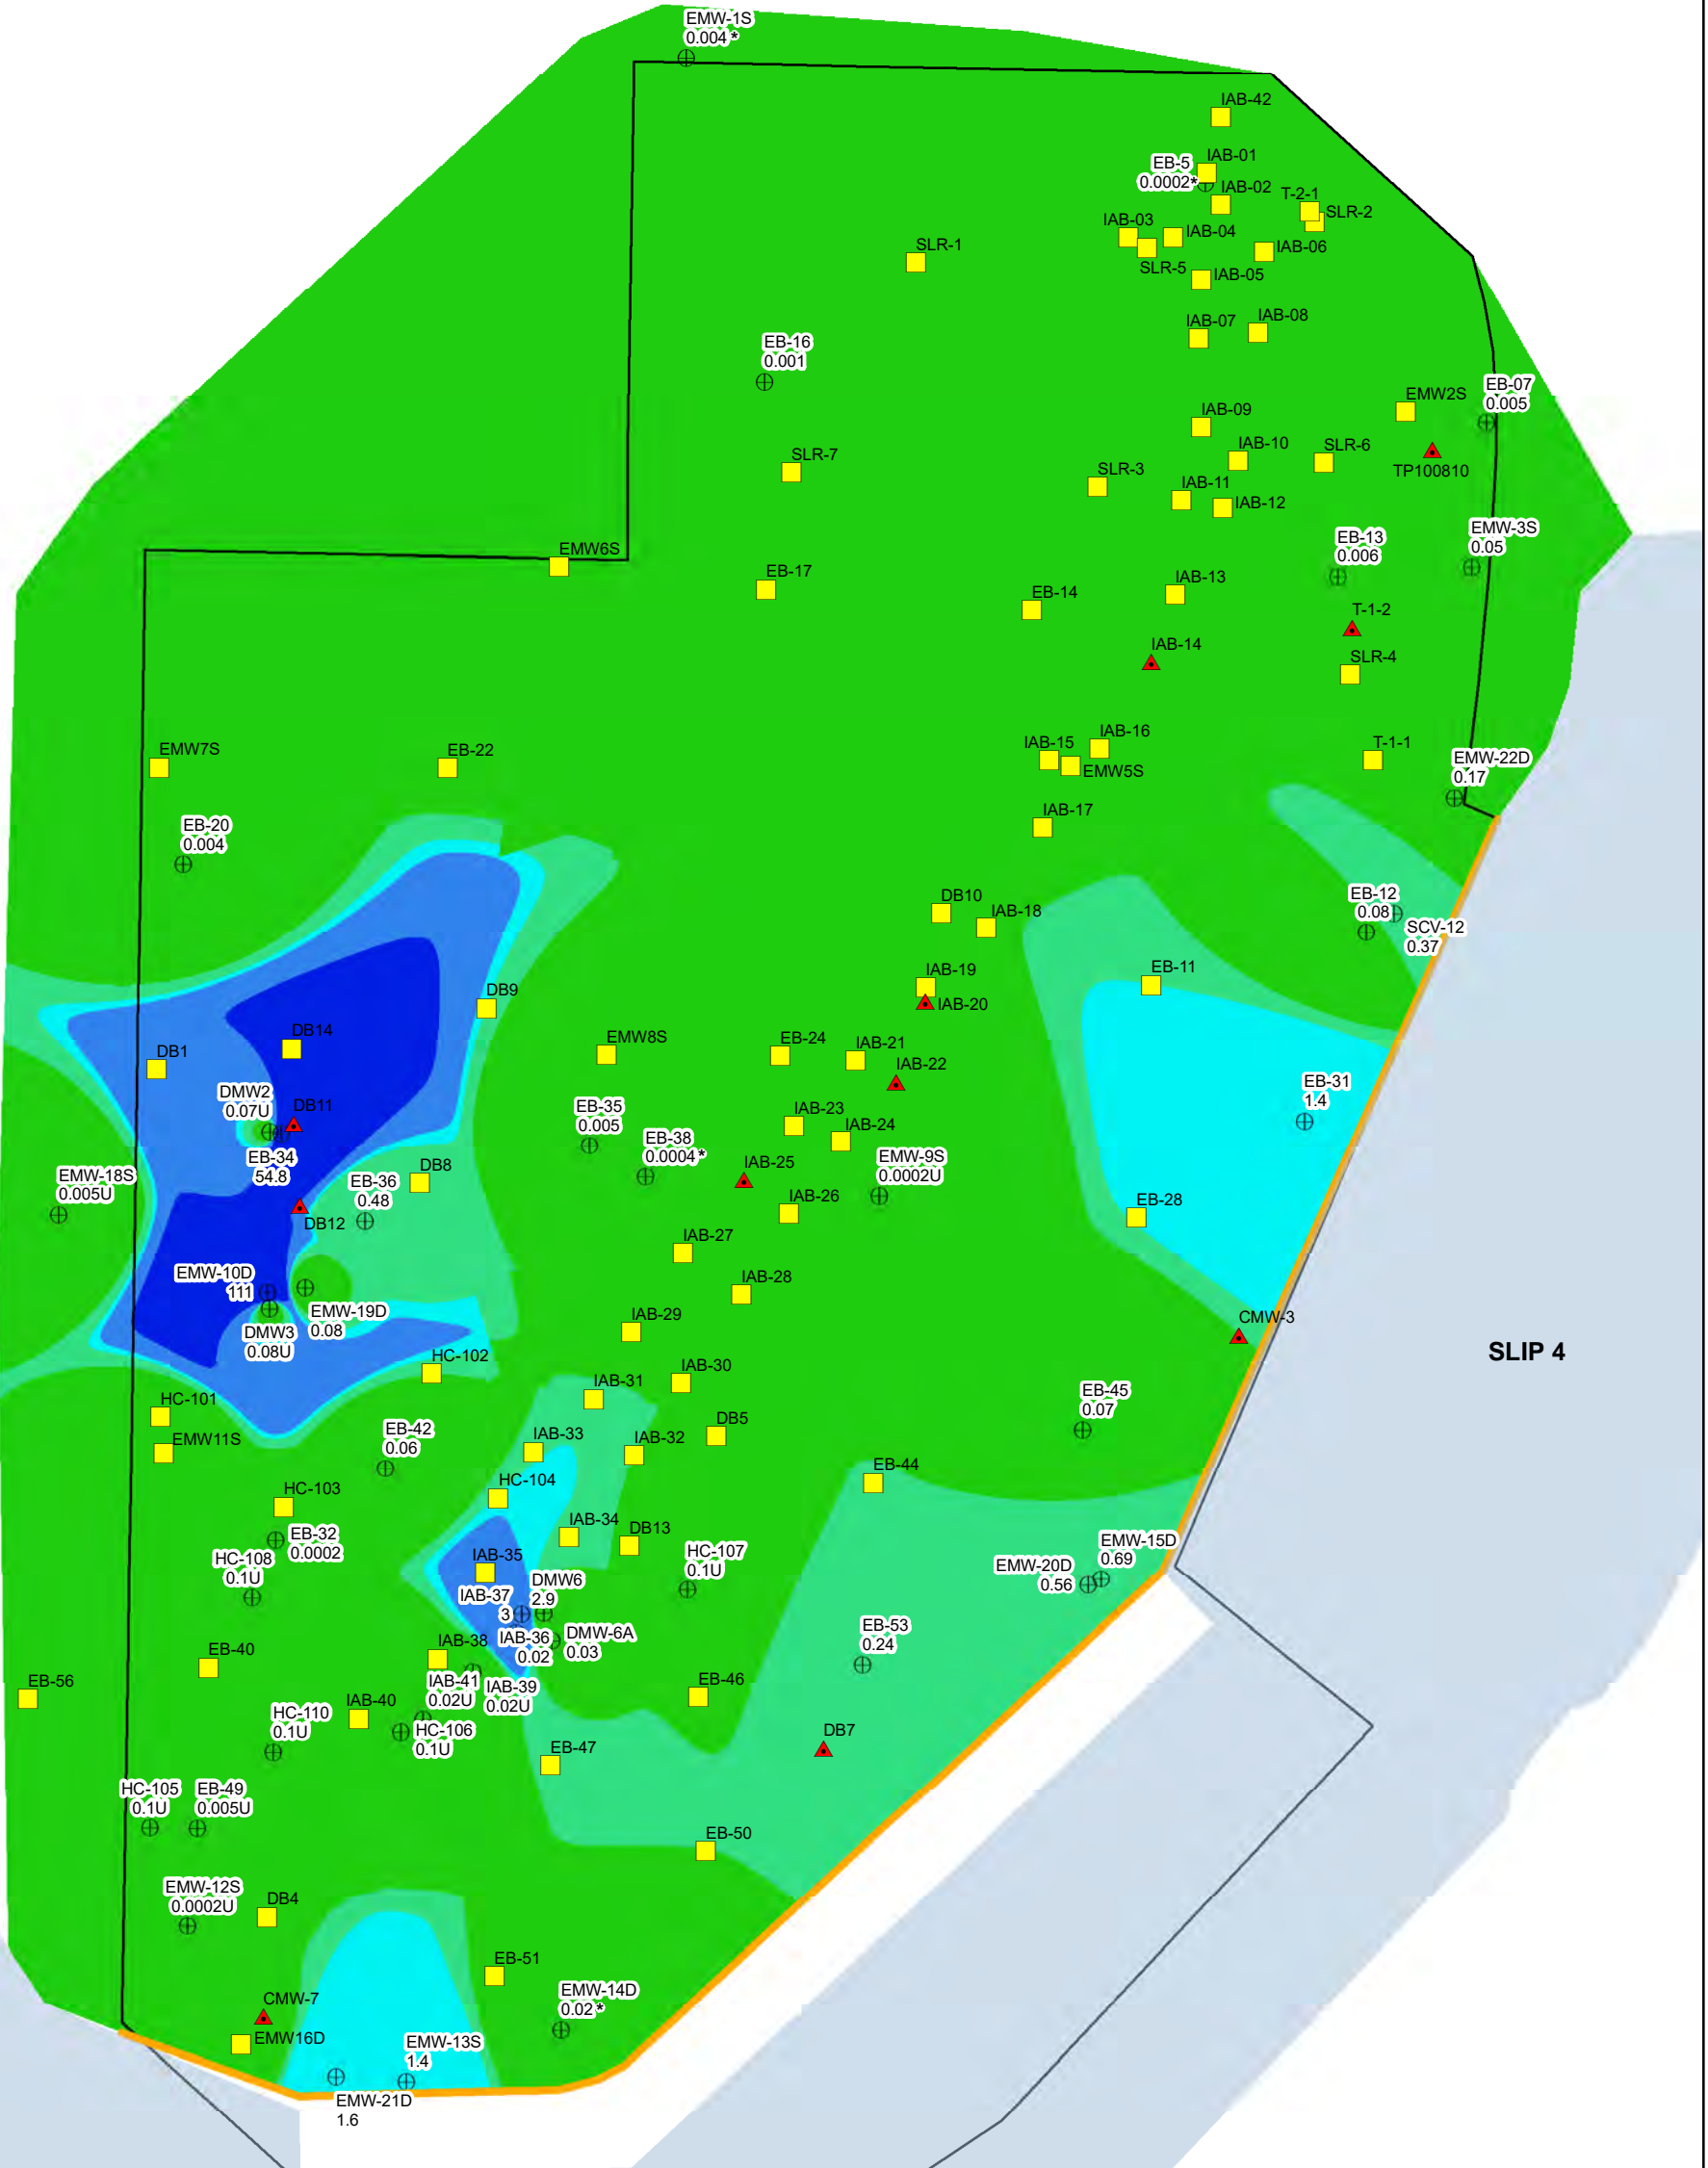 EMW-1S
0.004 *
IAB-42
EB-5
0.0002*
IAB-01
IAB-02
T-2-1
SLR-2
IAB-03
IAB-04
SLR-5
IAB-06
SLR-1
IAB-05
IAB-07
IAB-08
EB-16
0.001
EMW2S
EB-07
0.005
IAB-09
IAB-10
SLR-6
TP100810
SLR-7
SLR-3
IAB-11
IAB-12
EMW-3S
0.05
EB-13
0.006
EMW6S
EB-17
EB-14
IAB-13
T-1-2
IAB-14
SLR-4
EMW7S
EB-22
IAB-15
IAB-16
EMW5S
T-1-1
EMW-22D
0.17
IAB-17
EB-20
0.004
DB10
IAB-18
EB-12
0.08
SCV-12
0.37
IAB-19
IAB-20
EB-11
DB9
DB14
DB1
EMW8S
EB-24
IAB-21
IAB-22
EB-31
1.4
DMW2
0.07U
DB11
EB-35
0.005
IAB-23
IAB-24
EB-34
54.8
EB-38
0.0004 *
EMW-9S
0.0002U
EMW-18S
0.005U
EB-36
0.48
DB8
IAB-25
DB12
IAB-26
EB-28
IAB-27
EMW-10D
111
IAB-28
EMW-19D
0.08
DMW3
0.08U
IAB-29
CMW-3
SLIP 4
HC-102
IAB-30
IAB-31
EB-45
0.07
HC-101
EMW11S
EB-42
0.06
DB5
IAB-33
IAB-32
HC-104
EB-44
HC-103
IAB-34
DB13
EB-32
0.0002
HC-108
0.1U
HC-107
0.1U
EMW-15D
0.69
EMW-20D
0.56
IAB-35
IAB-37
3
DMW6
2.9
IAB-36
0.02
DMW-6A
0.03
EB-53
0.24
EB-40
IAB-38
EB-56
IAB-41
0.02U
IAB-39
0.02U
EB-46
HC-110
0.1U
IAB-40
HC-106
0.1U
DB7
EB-47
HC-105
0.1U
EB-49
0.005U
EB-50
EMW-12S
0.0002U
DB4
EB-51
EMW-14D
0.02 *
CMW-7
EMW16D
EMW-13S
1.4
EMW-21D
1.6